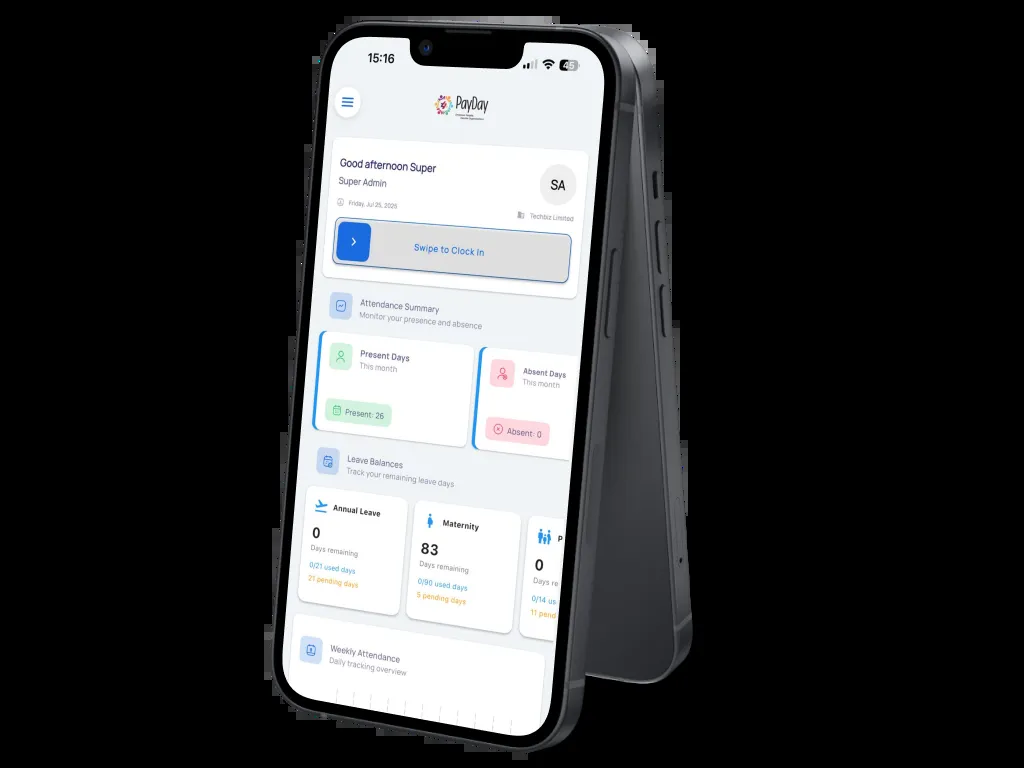 15:16
45
PayDay
Good afternoon Super
Super Admin
SA
Friday, Jul 25, 2025
Techbiz Limited
Swipe to Clock In
Attendance Summary
Monitor your presence and absence
Present Days
This month
Present: 26
Absent Days
This month
Absent: 0
Leave Balances
Track your remaining leave days
Annual Leave
0
Days remaining
0/21 used days
21 pending days
Maternity
83
Days remaining
0/90 used days
5 pending days
P
0
Days re
0/14 us
11 pend
Weekly Attendance
Daily tracking overview